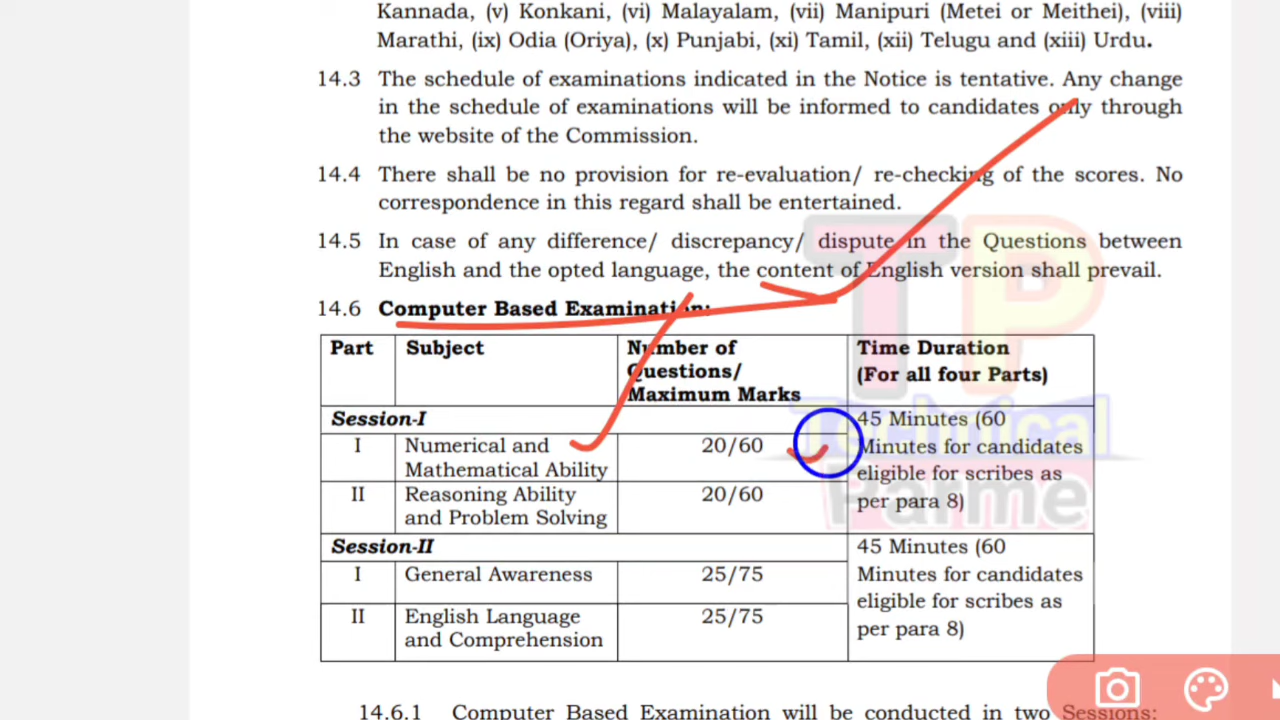 Kannada, (v) Konkani, (vi) Malayalam, (vii) Manipuri (Metei or Meithei), (viii)
Marathi, (ix) Odia (Oriya), (x) Punjabi, (xi) Tamil, (xii) Telugu and (xiii) Urdu.
14.3 The schedule of examinations indicated in the Notice is tentative. Any change
in the schedule of examinations will be informed to candidates only through
the website of the Commission.
14.4 There shall be no provision for re-evaluation/ re-checking of the scores. No
correspondence in this regard shall be entertained.
14.5 In case of any difference/ discrepancy/ dispute in the Questions between
English and the opted language, the content of English version shall prevail.
14.6 Computer Based Examination:
Part Subject Number of Questions/ Maximum Marks Time Duration (For all four Parts)
Session-I
I Numerical and Mathematical Ability 20/60
II Reasoning Ability and Problem Solving 20/60
45 Minutes (60
Minutes for candidates
eligible for scribes as
per para 8)
Session-II
I General Awareness 25/75
II English Language and Comprehension 25/75
45 Minutes (60
Minutes for candidates
eligible for scribes as
per para 8)
TP
Technical
Parme
14.6.1 Computer Based Examination will be conducted in two Sessions: